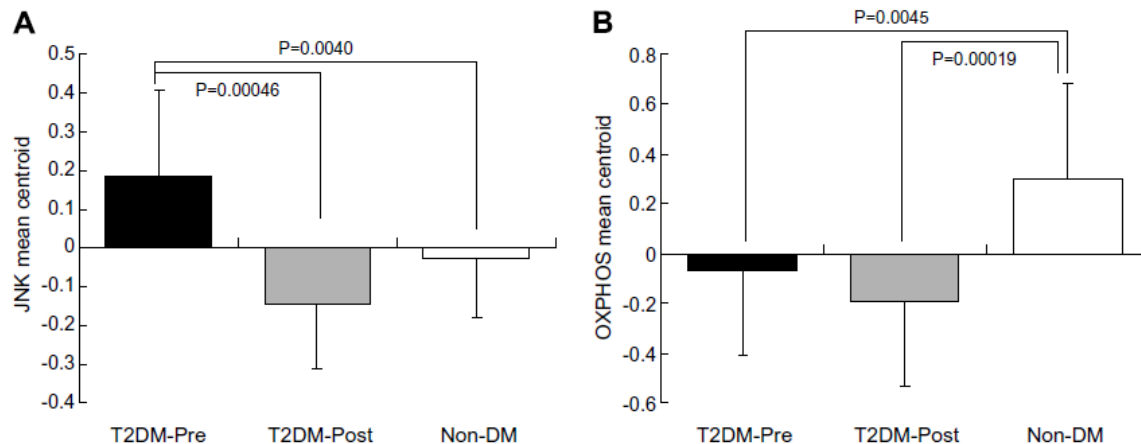 A
P=0.0040
P=0.00046
JNK mean centroid
0.5
0.4
0.3
0.2
0.1
0
-0.1
-0.2
-0.3
-0.4
T2DM-Pre T2DM-Post Non-DM
B
P=0.0045
P=0.00019
OXPHOS mean centroid
0.8
0.6
0.4
0.2
0
-0.2
-0.4
-0.6
T2DM-Pre T2DM-Post Non-DM